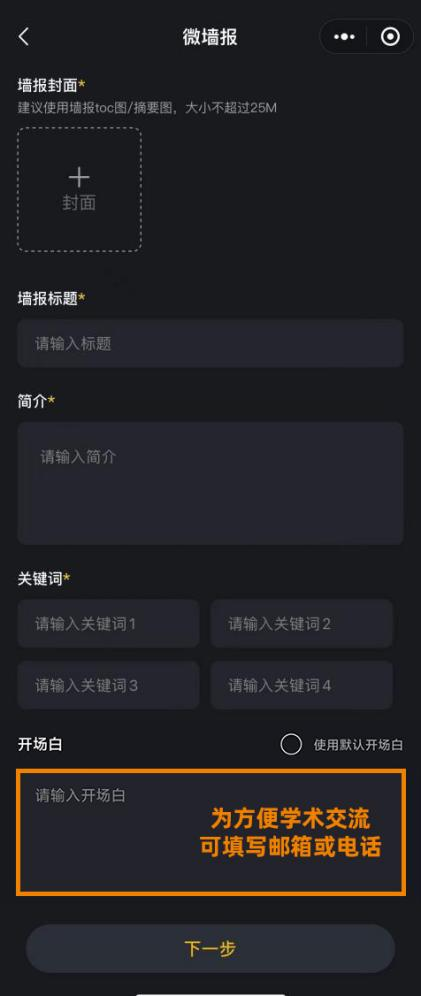 微墙报
墙报封面*
建议使用墙报toc图/摘要图，大小不超过25M
封面
墙报标题*
请输入标题
简介*
请输入简介
关键词*
请输入关键词1
请输入关键词2
请输入关键词3
请输入关键词4
开场白
使用默认开场白
请输入开场白
为方便学术交流
可填写邮箱或电话
下一步